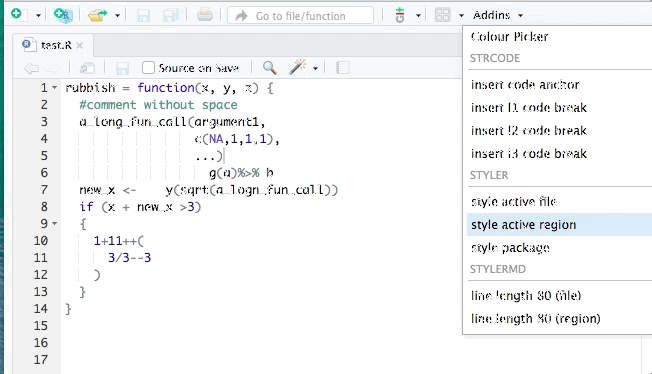 Go to file/function
Addins
test.R
Source on Save
1 rubbish = function(x, y, z) {
2 #comment without space
3 a_long_fun_call(argument1,
4 c(NA,1,1,1),
5 ...)
6 g(a)%>% b
7 new_x <- y(sqrt(a_logn_fun_call))
8 if (x + new_x >3)
9 {
10 1+11++(
11 3/3--3
12 )
13 }
14 }
15
16
17
Colour Picker
STRCODE
insert code anchor
insert l1 code break
insert l2 code break
insert l3 code break
STYLER
style active file
style active region
style package
STYLERMD
line length 80 (file)
line length 80 (region)